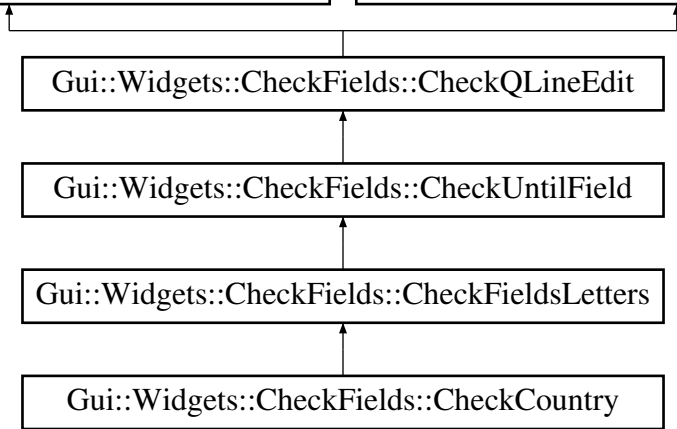 Gui::Widgets::CheckFields::CheckQLineEdit
Gui::Widgets::CheckFields::CheckUntilField
Gui::Widgets::CheckFields::CheckFieldsLetters
Gui::Widgets::CheckFields::CheckCountry